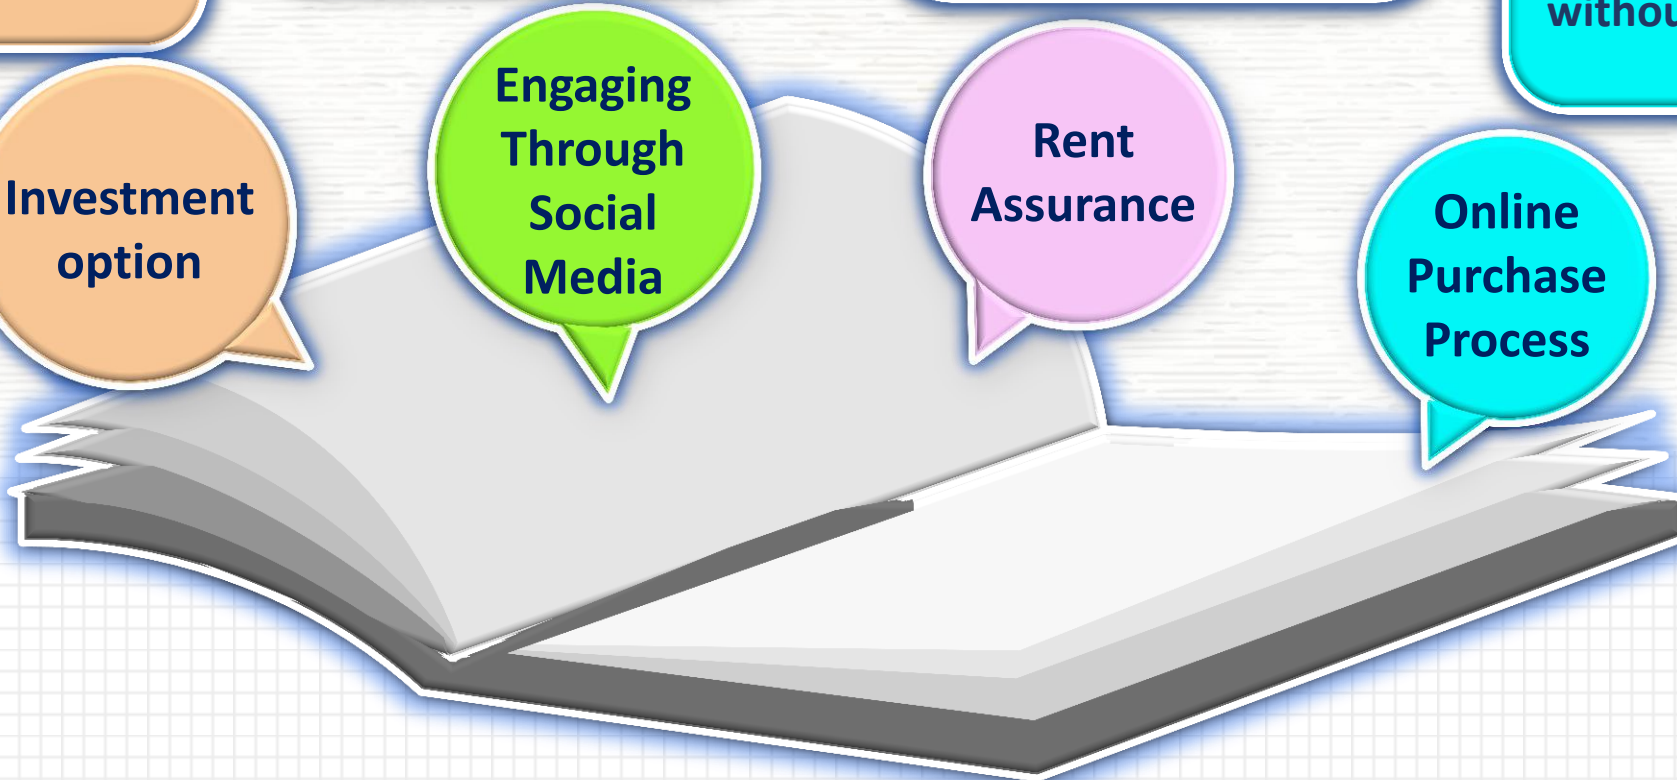 Investment
option
Engaging
Through
Social
Media
Rent
Assurance
Online
Purchase
Process